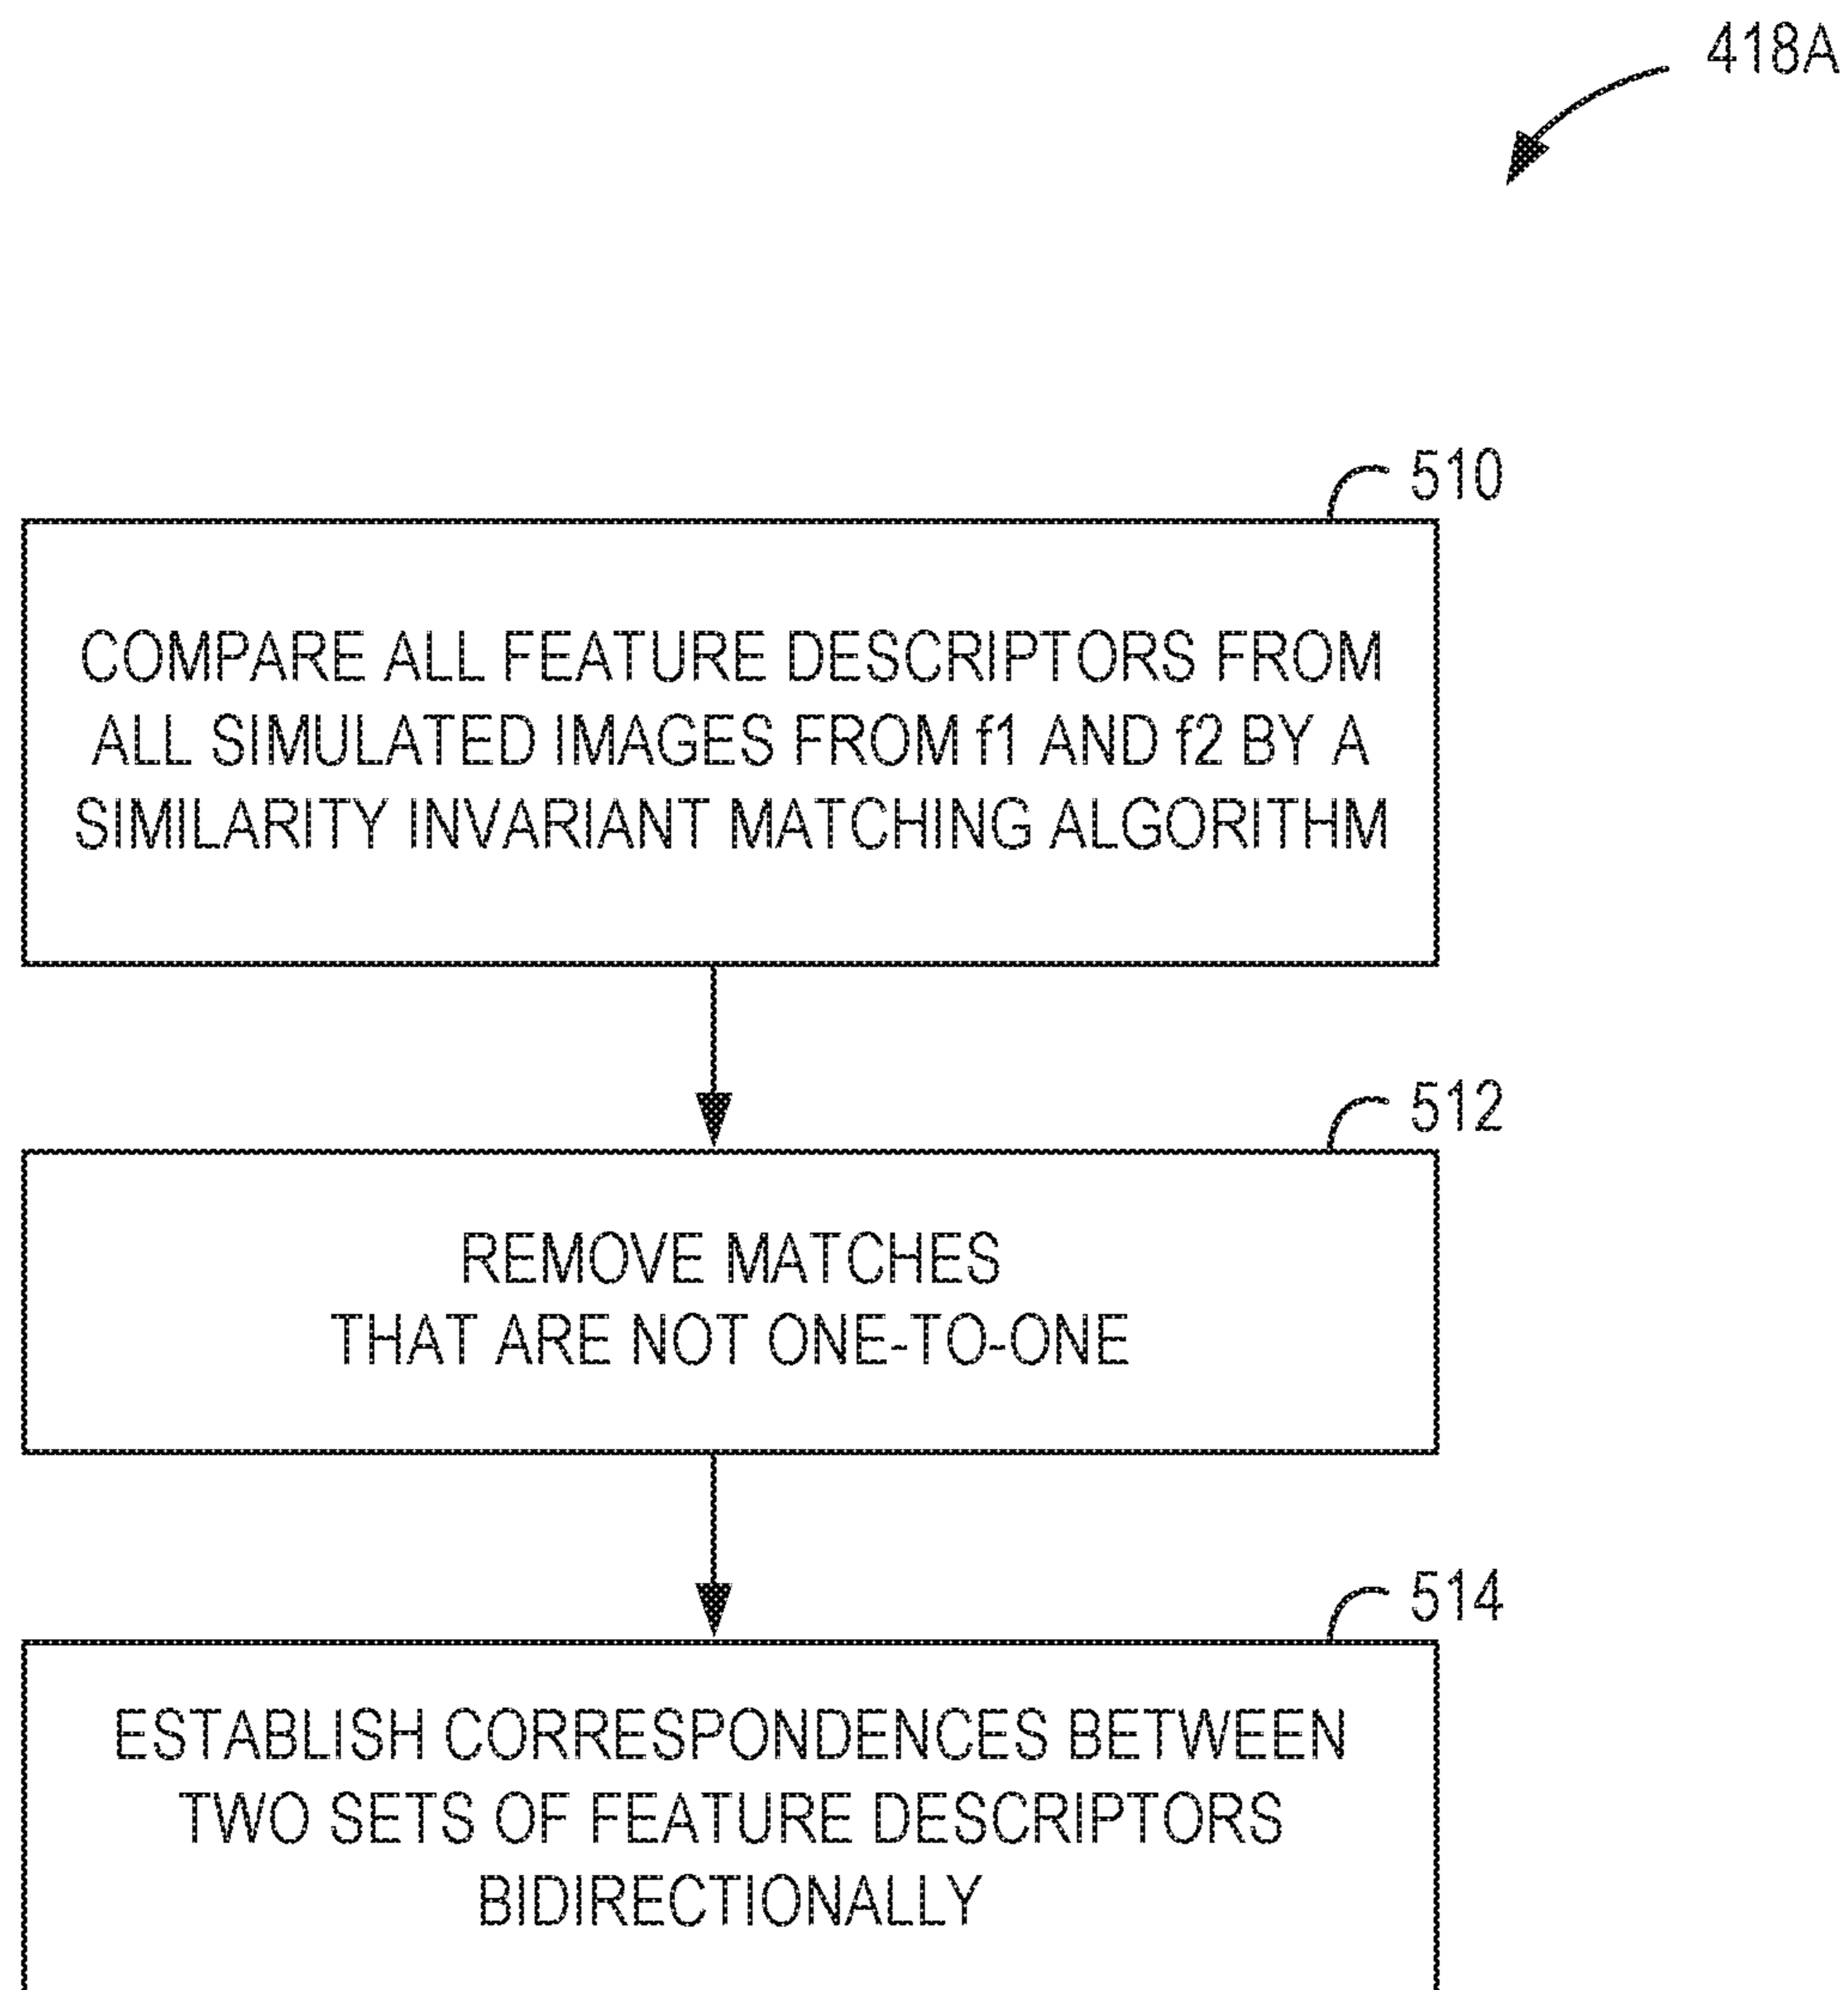 418A
510
COMPARE ALL FEATURE DESCRIPTORS FROM
ALL SIMULATED IMAGES FROM f1 AND f2 BY A
SIMILARITY INVARIANT MATCHING ALGORITHM
512
REMOVE MATCHES
THAT ARE NOT ONE-TO-ONE
514
ESTABLISH CORRESPONDENCES BETWEEN
TWO SETS OF FEATURE DESCRIPTORS
BIDIRECTIONALLY